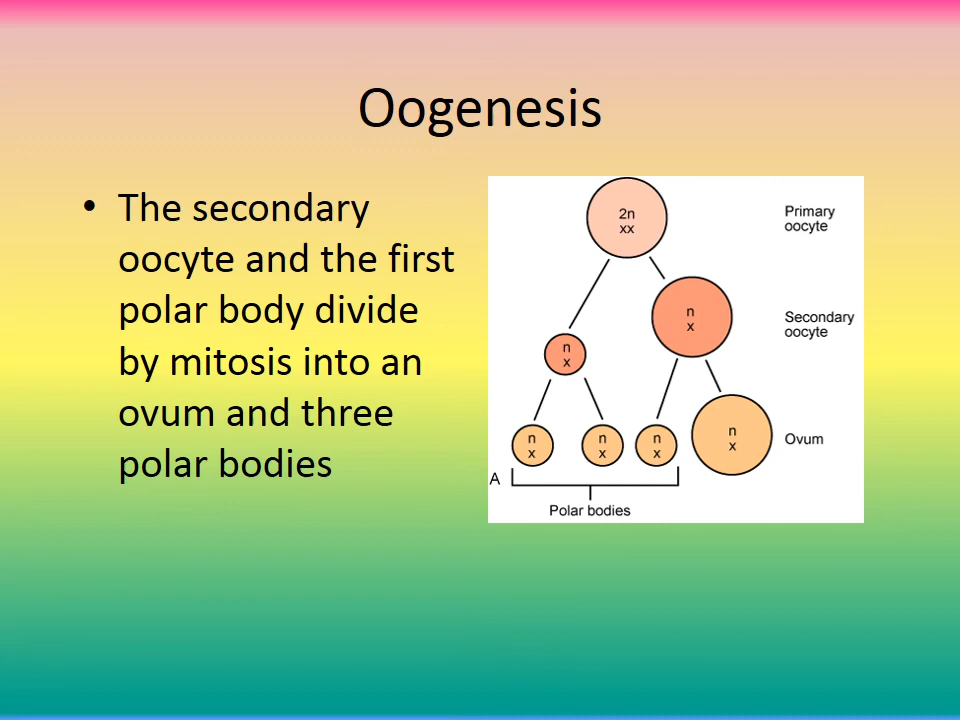 Oogenesis
• The secondary
oocyte and the first
polar body divide
by mitosis into an
ovum and three
polar bodies
2n
xx
Primary
oocyte
n
x
Secondary
oocyte
n
x
n
x
n
x
n
x
n
x
Ovum
A
Polar bodies